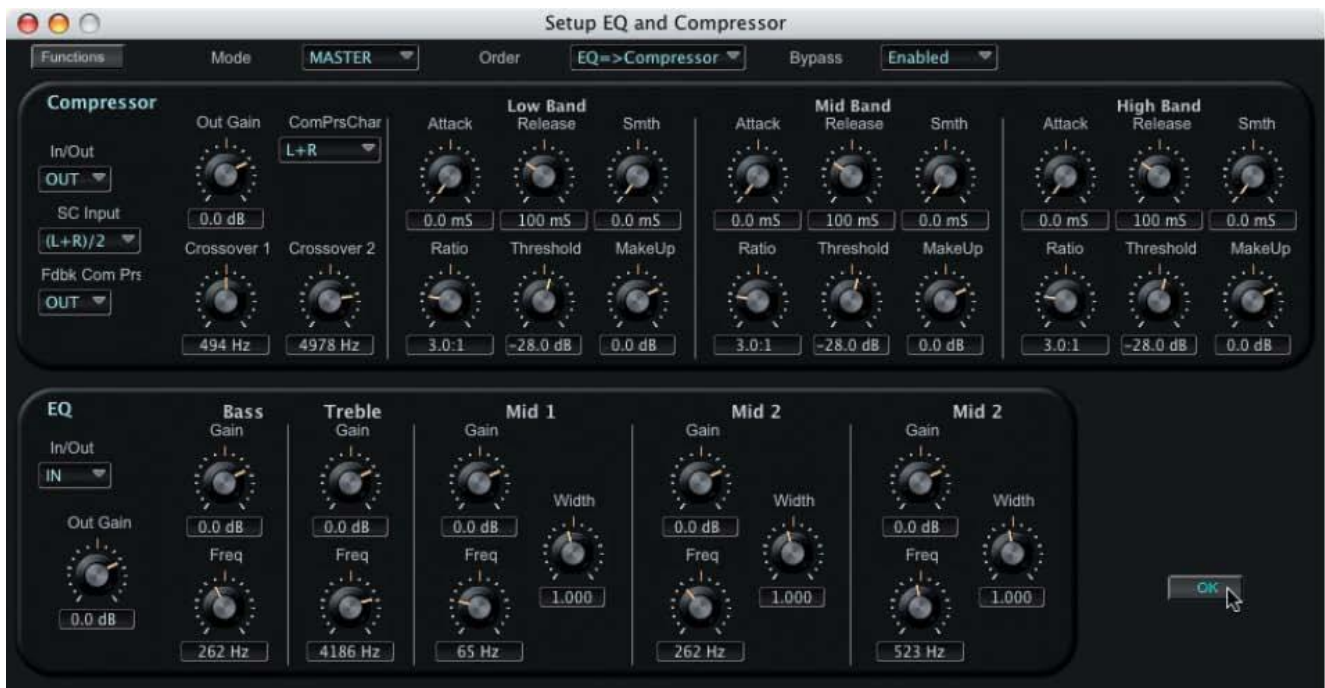 Setup EQ and Compressor
Functions Mode MASTER Order EQ=>Compressor Bypass Enabled
Compressor
In/Out
OUT
SC Input
(L+R)/2
Fdbk Com Prs
OUT
Out Gain
0.0 dB
ComPrsChar
L+R
Crossover 1
494 Hz
Crossover 2
4978 Hz
Low Band
Attack Release Smth
0.0 mS 100 mS 0.0 mS
Ratio Threshold MakeUp
3.0:1 -28.0 dB 0.0 dB
Mid Band
Attack Release Smth
0.0 mS 100 mS 0.0 mS
Ratio Threshold MakeUp
3.0:1 -28.0 dB 0.0 dB
High Band
Attack Release Smth
0.0 mS 100 mS 0.0 mS
Ratio Threshold MakeUp
3.0:1 -28.0 dB 0.0 dB
EQ
In/Out
IN
Out Gain
0.0 dB
Bass
Gain
0.0 dB
Freq
262 Hz
Treble
Gain
0.0 dB
Freq
4186 Hz
Mid 1
Gain
0.0 dB
Freq
65 Hz
Width
1.000
Mid 2
Gain
0.0 dB
Freq
262 Hz
Width
1.000
Mid 2
Gain
0.0 dB
Freq
523 Hz
Width
1.000
OK